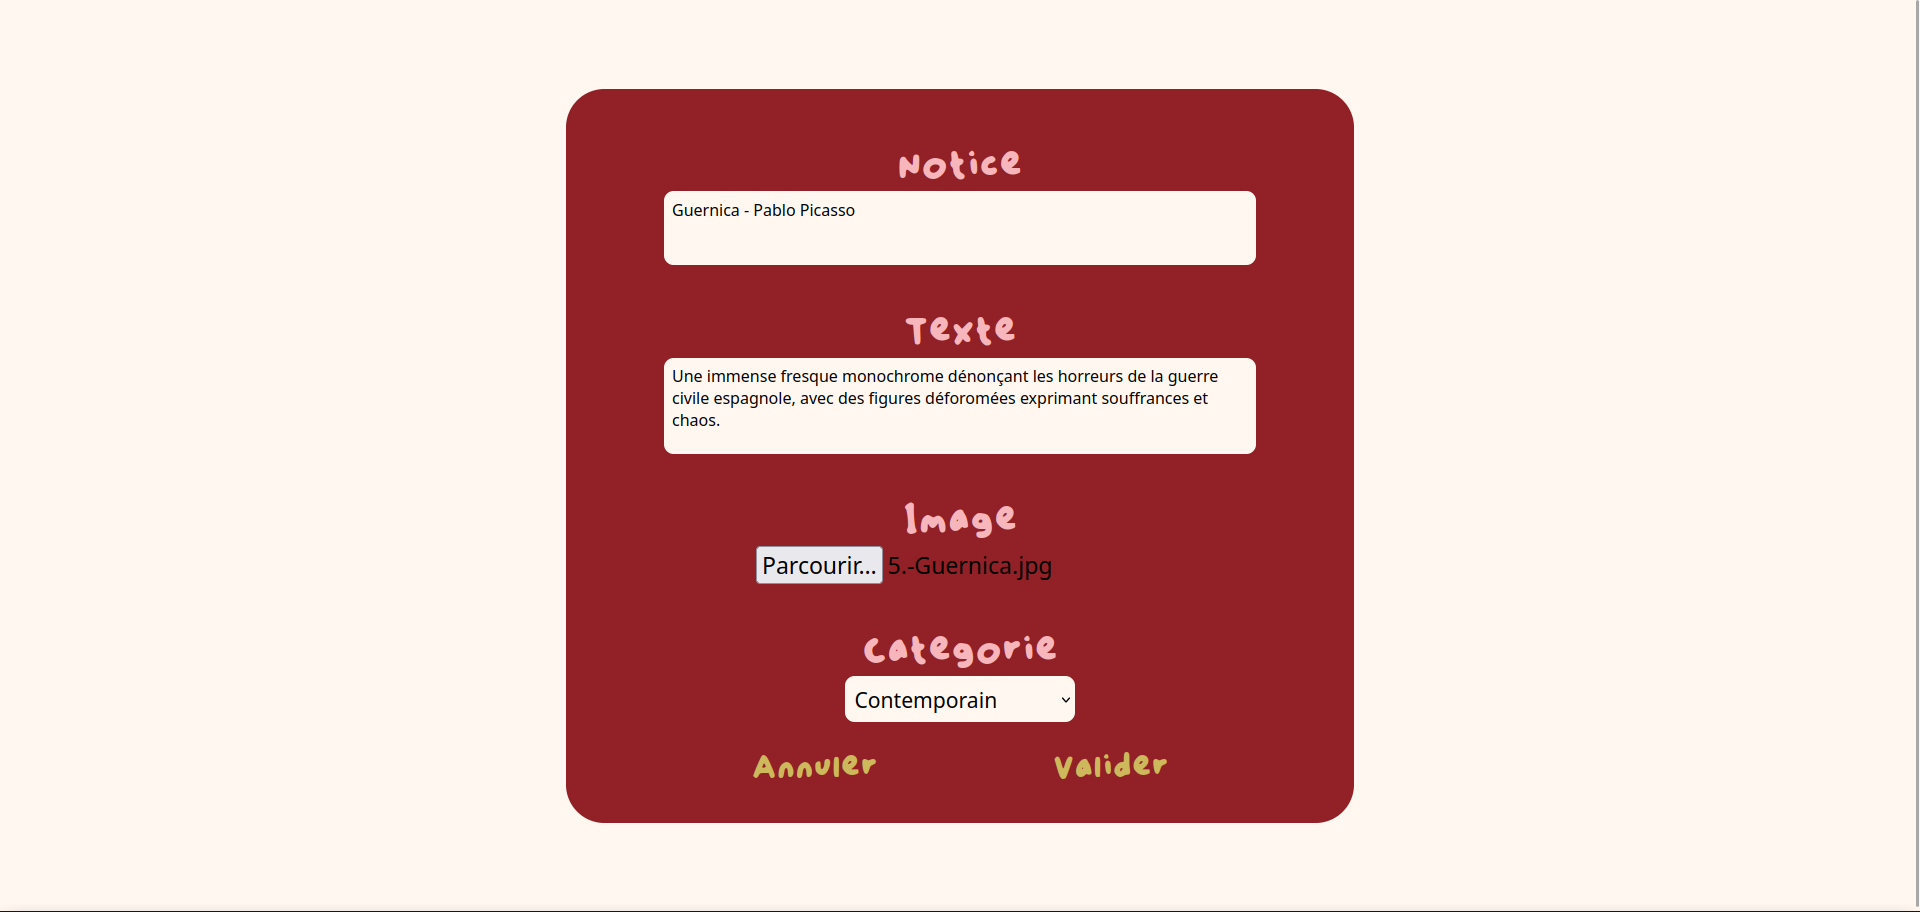 Notice
Guernica - Pablo Picasso
Texte
Une immense fresque monochrome dénonçant les horreurs de la guerre
civile espagnole, avec des figures déforomées exprimant souffrances et
chaos.
Image
Parcourir... 5.-Guernica.jpg
Categorie
Contemporain
Annuler Valider